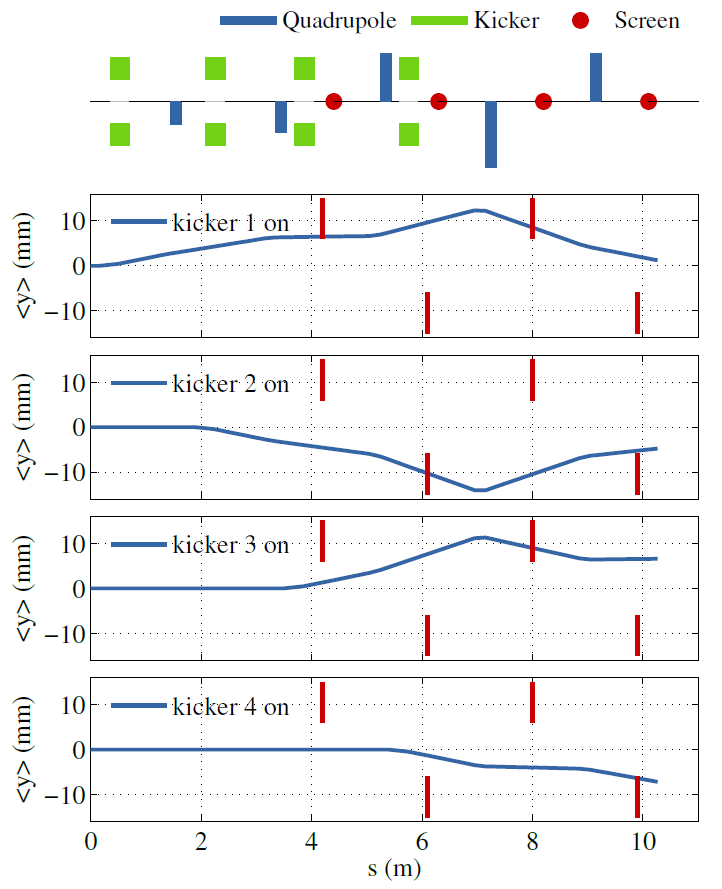 Quadrupole Kicker Screen
10
0
−10
<y> (mm)
kicker 1 on
10
0
−10
<y> (mm)
kicker 2 on
10
0
−10
<y> (mm)
kicker 3 on
10
0
−10
<y> (mm)
kicker 4 on
0 2 4 6 8 10
s (m)